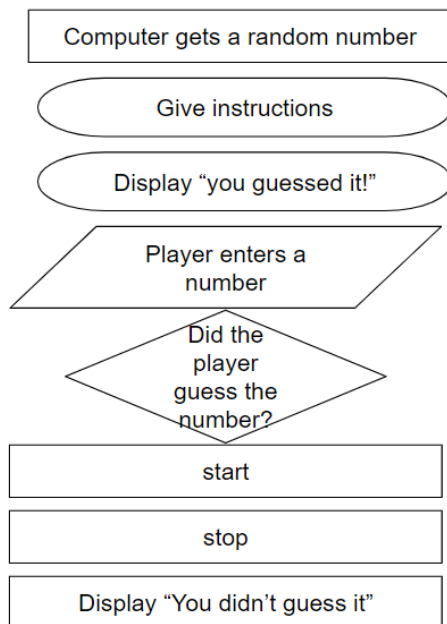 Computer gets a random number
Give instructions
Display “you guessed it!”
Player enters a
number
Did the
player
guess the
number?
start
stop
Display “You didn’t guess it”